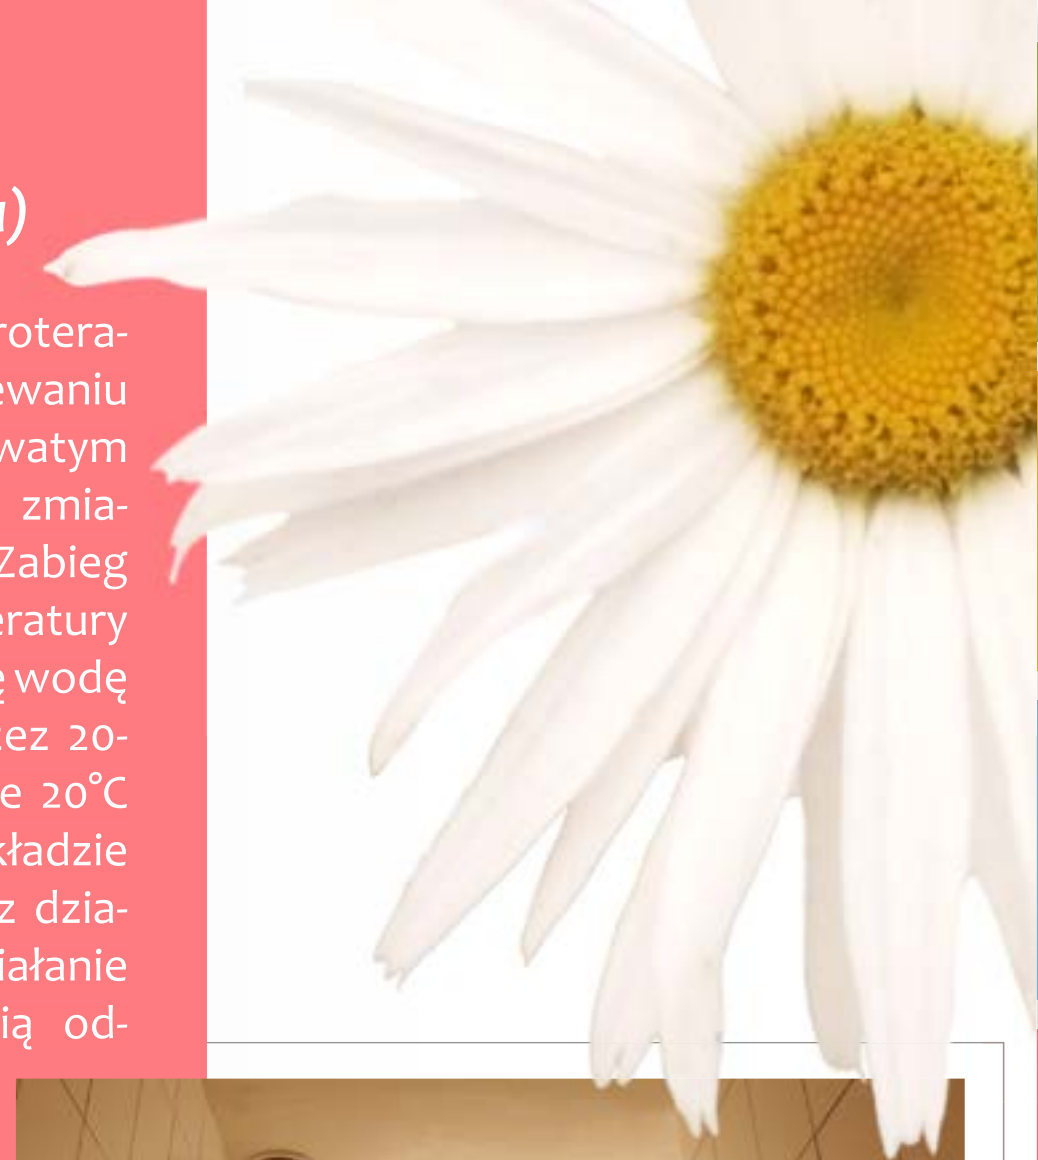 rotera-
ewaniu
watym
zmia-
Zabieg
eratury
ę wodę
zez 20-
e 20°C
kładzie
z dzia-
iałanie
ią od-